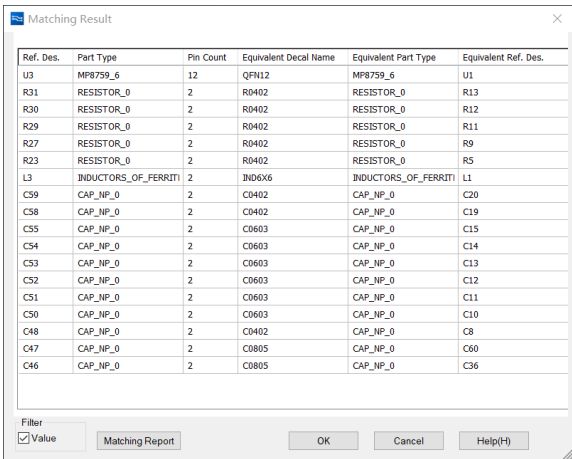 Matching Result
Ref. Des. Part Type Pin Count Equivalent Decal Name Equivalent Part Type Equivalent Ref. Des.
U3 MP8759_6 12 QFN12 MP8759_6 U1
R31 RESISTOR_0 2 R0402 RESISTOR_0 R13
R30 RESISTOR_0 2 R0402 RESISTOR_0 R12
R29 RESISTOR_0 2 R0402 RESISTOR_0 R11
R27 RESISTOR_0 2 R0402 RESISTOR_0 R9
R23 RESISTOR_0 2 R0402 RESISTOR_0 R5
L3 INDUCTORS_OF_FERRITI 2 IND6X6 INDUCTORS_OF_FERRITI L1
C59 CAP_NP_0 2 C0402 CAP_NP_0 C20
C58 CAP_NP_0 2 C0402 CAP_NP_0 C19
C55 CAP_NP_0 2 C0603 CAP_NP_0 C15
C54 CAP_NP_0 2 C0603 CAP_NP_0 C14
C53 CAP_NP_0 2 C0603 CAP_NP_0 C13
C52 CAP_NP_0 2 C0603 CAP_NP_0 C12
C51 CAP_NP_0 2 C0603 CAP_NP_0 C11
C50 CAP_NP_0 2 C0603 CAP_NP_0 C10
C48 CAP_NP_0 2 C0402 CAP_NP_0 C8
C47 CAP_NP_0 2 C0805 CAP_NP_0 C60
C46 CAP_NP_0 2 C0805 CAP_NP_0 C36
Filter
Value Matching Report OK Cancel Help(H)